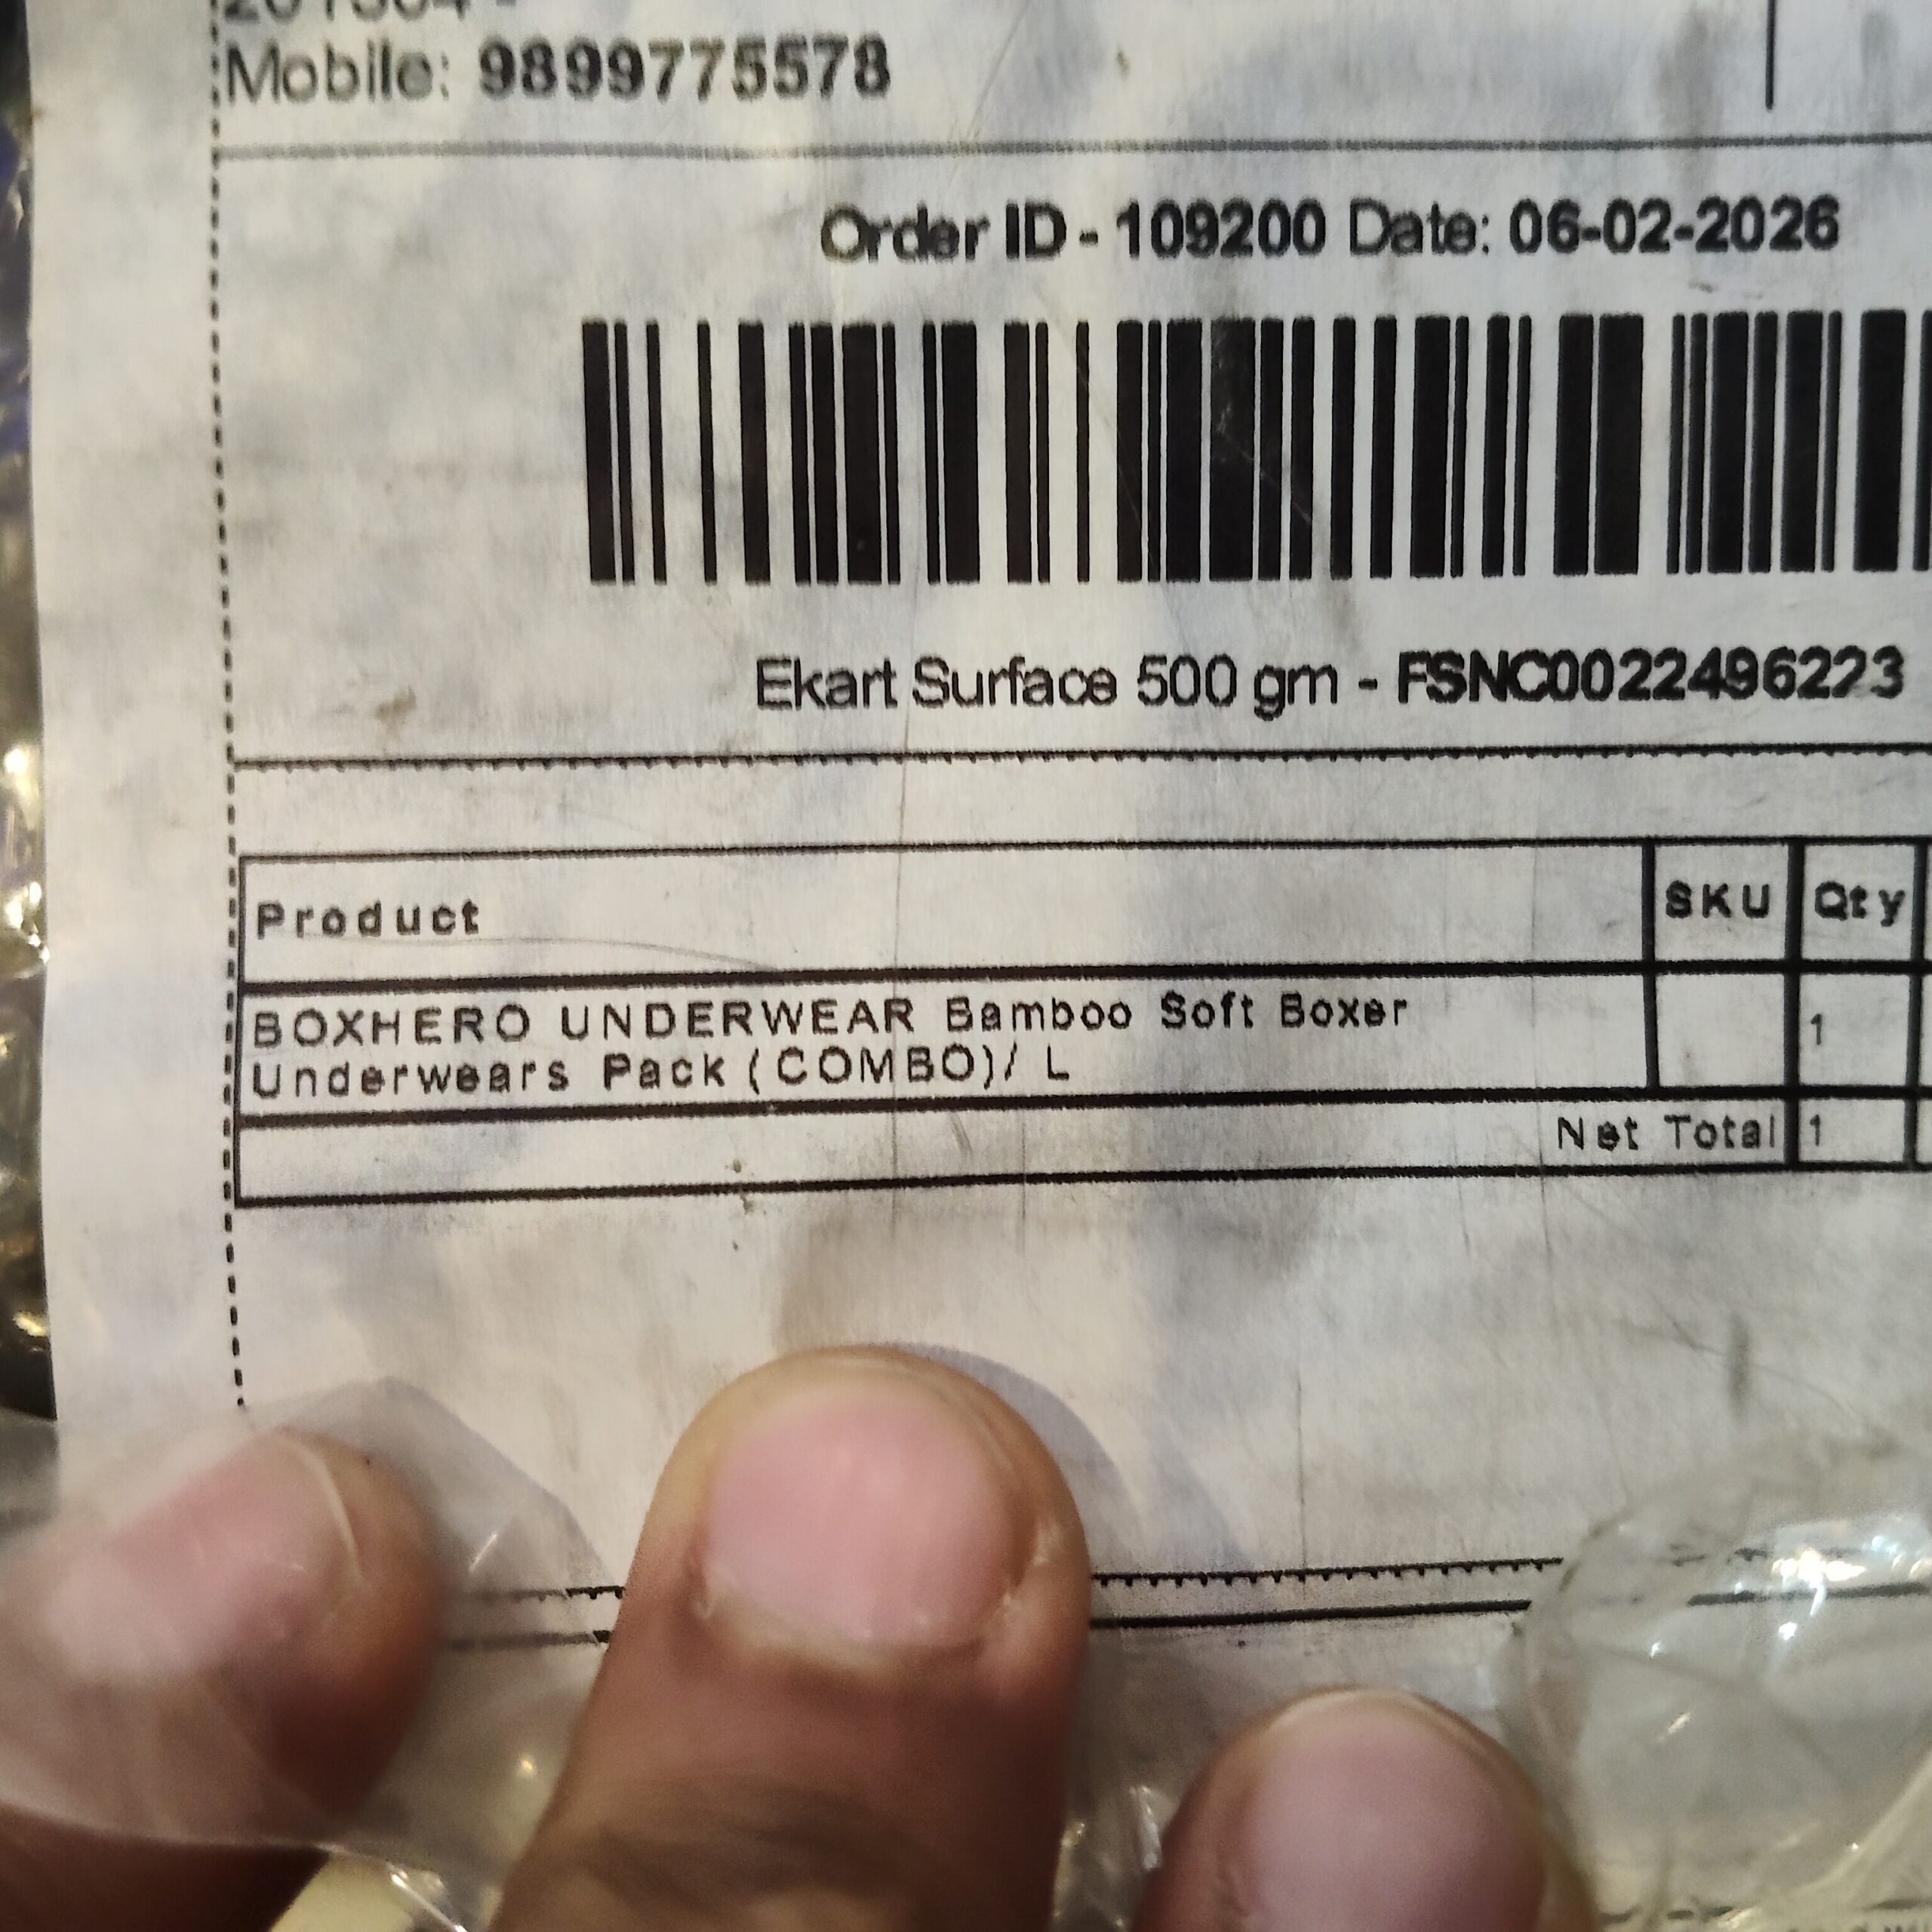 Mobile: 9899775578
Order ID - 109200 Date: 06-02-2026
Ekart Surface 500 gm - FSNC0022496223
Product SKU Qty
BOXHERO UNDERWEAR Bamboo Soft Boxer 1
Underwears Pack (COMBO)/ L
Net Total 1